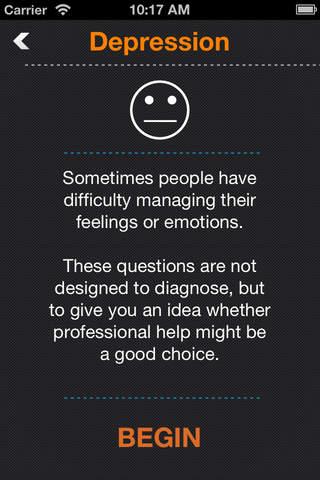 Carrier 10:17 AM
Depression
Sometimes people have
difficulty managing their
feelings or emotions.
These questions are not
designed to diagnose, but
to give you an idea whether
professional help might be
a good choice.
BEGIN